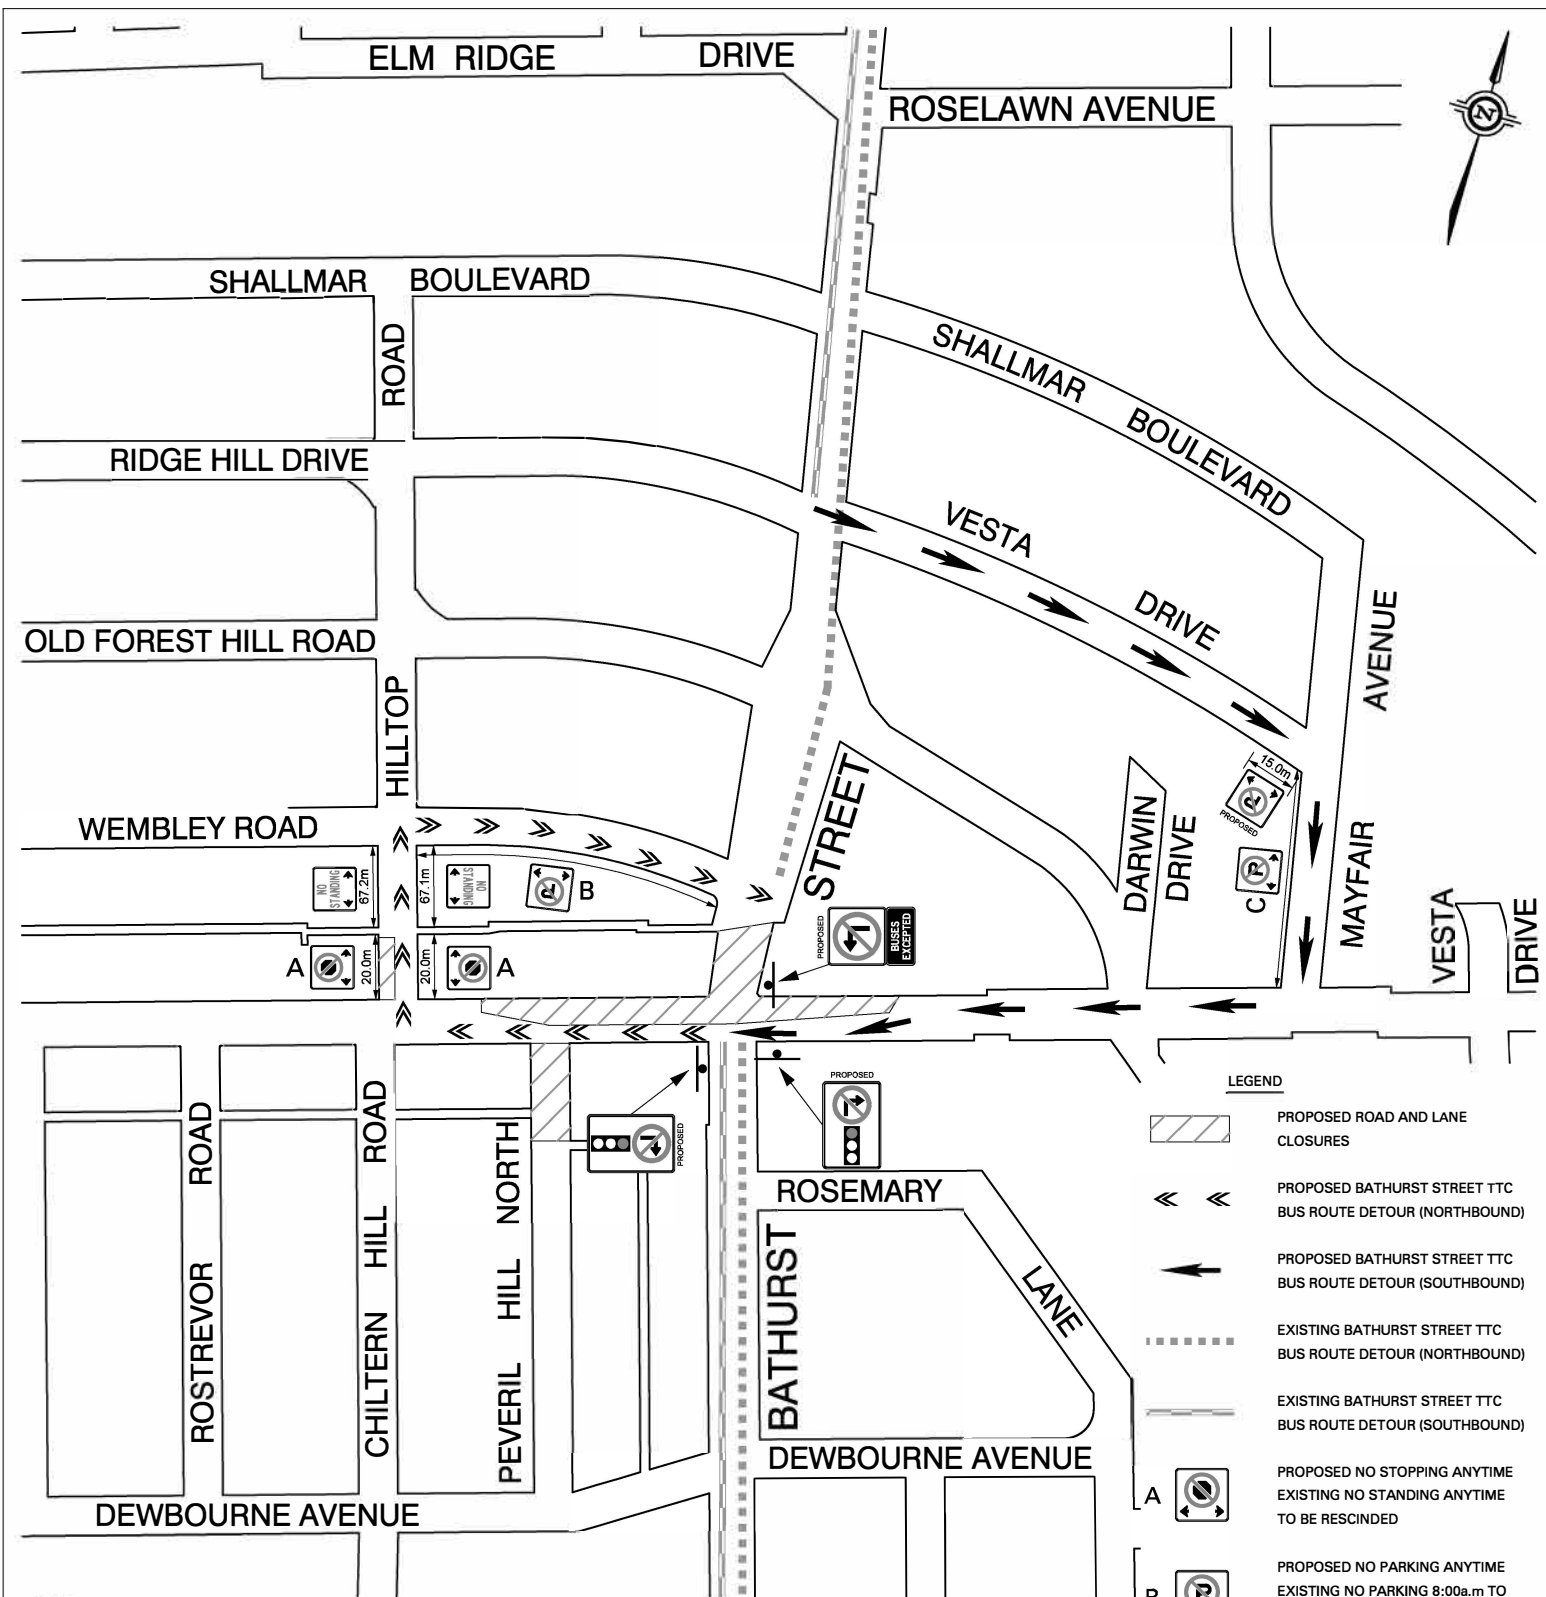 ELM RIDGE DRIVE
ROSELAWN AVENUE
N
SHALLMAR BOULEVARD
ROAD
SHALLMAR BOULEVARD
RIDGE HILL DRIVE
VESTA DRIVE
OLD FOREST HILL ROAD
AVENUE
HILLTOP
15.0m
PROPOSED
WEMBLEY ROAD
STREET
DARWIN
DRIVE
MAYFAIR
NO
STANDING
67.2m
67.1m
NO
STANDING
B
C
VESTA
DRIVE
PROPOSED
BUSES
EXCEPTED
A
20.0m
20.0m
A
PROPOSED
PROPOSED
ROSTREVOR ROAD
CHILTERN HILL ROAD
PEVERIL HILL NORTH
ROSEMARY
LANE
BATHURST
DEWBOURNE AVENUE
DEWBOURNE AVENUE
LEGEND
PROPOSED ROAD AND LANE
CLOSURES
PROPOSED BATHURST STREET TTC
BUS ROUTE DETOUR (NORTHBOUND)
PROPOSED BATHURST STREET TTC
BUS ROUTE DETOUR (SOUTHBOUND)
EXISTING BATHURST STREET TTC
BUS ROUTE DETOUR (NORTHBOUND)
EXISTING BATHURST STREET TTC
BUS ROUTE DETOUR (SOUTHBOUND)
A
PROPOSED NO STOPPING ANYTIME
EXISTING NO STANDING ANYTIME
TO BE RESCINDED
B
PROPOSED NO PARKING ANYTIME
EXISTING NO PARKING 8:00a.m TO